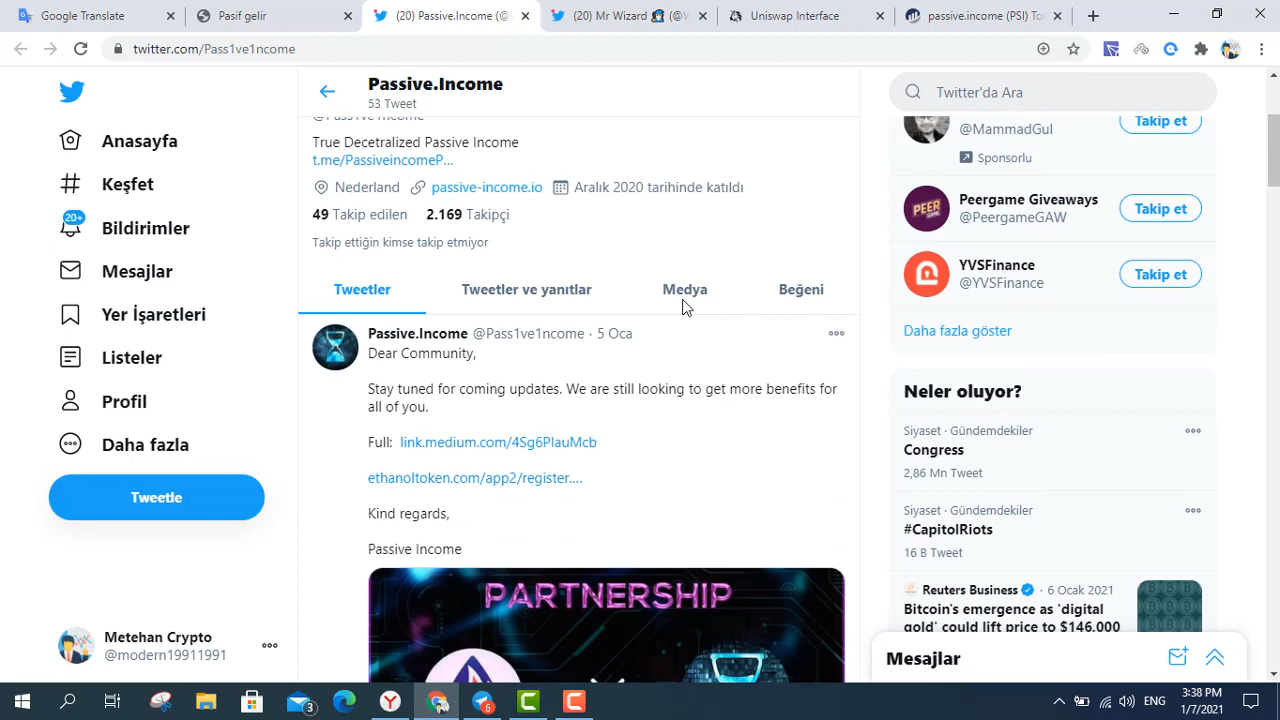 Google Translate
Pasif gelir
(20) Passive.Income (@
(20) Mr Wizard
Uniswap Interface
passive.income (PSI) To
twitter.com/Pass1ve1ncome
Passive.Income
53 Tweet
@Pass1ve1ncome
True Decetralized Passive Income
t.me/PassiveincomeP...
Nederland passive-income.io Aralık 2020 tarihinde katıldı
49 Takip edilen 2.169 Takipçi
Takip ettiğin kimse takip etmiyor
Tweetler Tweetler ve yanıtlar Medya Beğeni
Passive.Income @Pass1ve1ncome · 5 Oca
Dear Community,
Stay tuned for coming updates. We are still looking to get more benefits for
all of you.
Full: link.medium.com/4Sg6PlauMcb
ethanoltoken.com/app2/register....
Kind regards,
Passive Income
PARTNERSHIP
Anasayfa
Keşfet
20+
Bildirimler
Mesajlar
Yer İşaretleri
Listeler
Profil
Daha fazla
Tweetle
Metehan Crypto
@modern19911991
Twitter'da Ara
@MammadGul
Takip et
Sponsorlu
PEER
GAME
Peergame Giveaways
@PeergameGAW
Takip et
YVSFinance
@YVSFinance
Takip et
Daha fazla göster
Neler oluyor?
Siyaset · Gündemdekiler
Congress
2,86 Mn Tweet
Siyaset · Gündemdekiler
#CapitolRiots
16 B Tweet
Reuters Business · 6 Ocak 2021
Bitcoin's emergence as 'digital
gold' could lift price to $146,000
Mesajlar
3
6
ENG
3:38 PM
1/7/2021